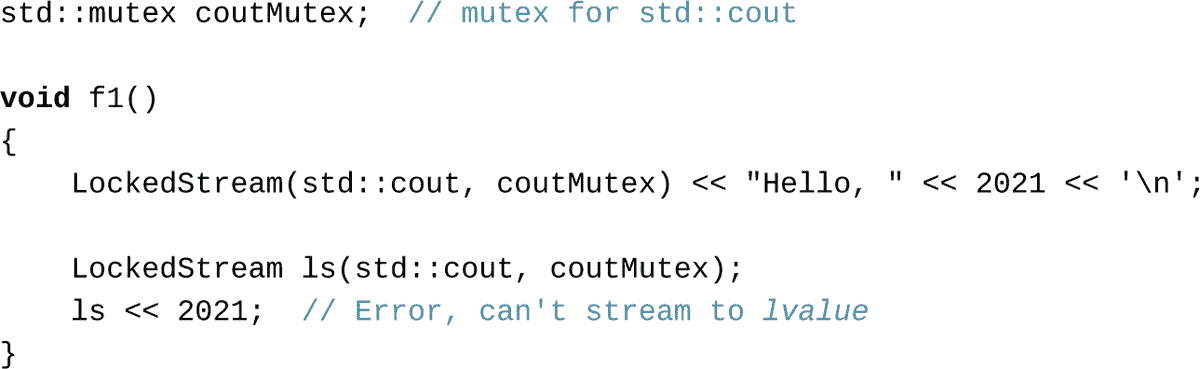 std::mutex coutMutex;  // mutex for std::cout
void f1()
{
    LockedStream(std::cout, coutMutex) << "Hello, " << 2021 << '\n';
    LockedStream ls(std::cout, coutMutex);
    ls << 2021;  // Error, can't stream to lvalue
}